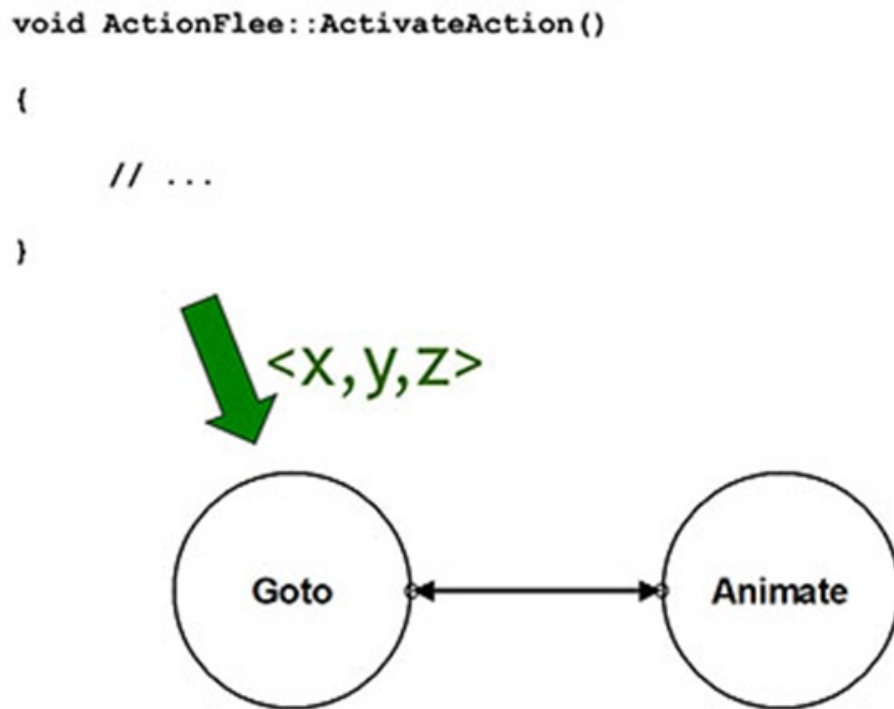 void ActionFlee::ActivateAction()
{
// ...
}
<x,y,z>
Goto
Animate